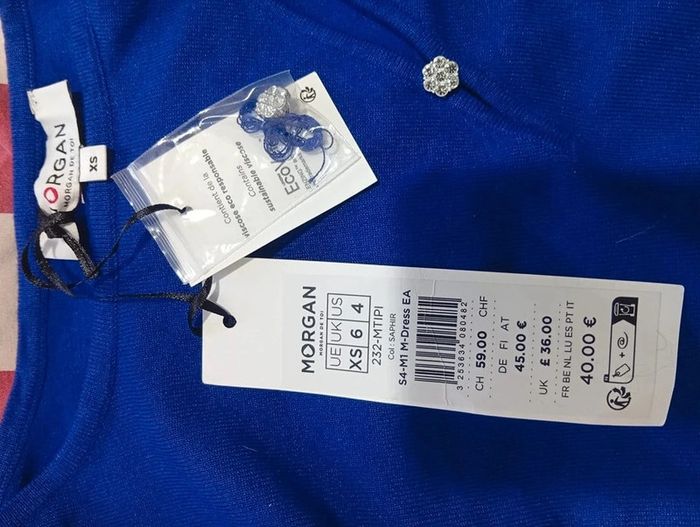 MORGAN
MORGAN DE TOI
XS
Contient de la
viscose eco responsable
Contains
sustainable viscose
MORGAN
MORGAN DE TOI
UE UK US
XS 6 4
232-MTIPI
Col : SAPHIR
S4-M1 M-Dress EA
3 253634 080482
CH 59.00 CHF
DE FI AT
45.00 €
UK £ 36.00
FR BE NL LU ES PT IT
40.00 €